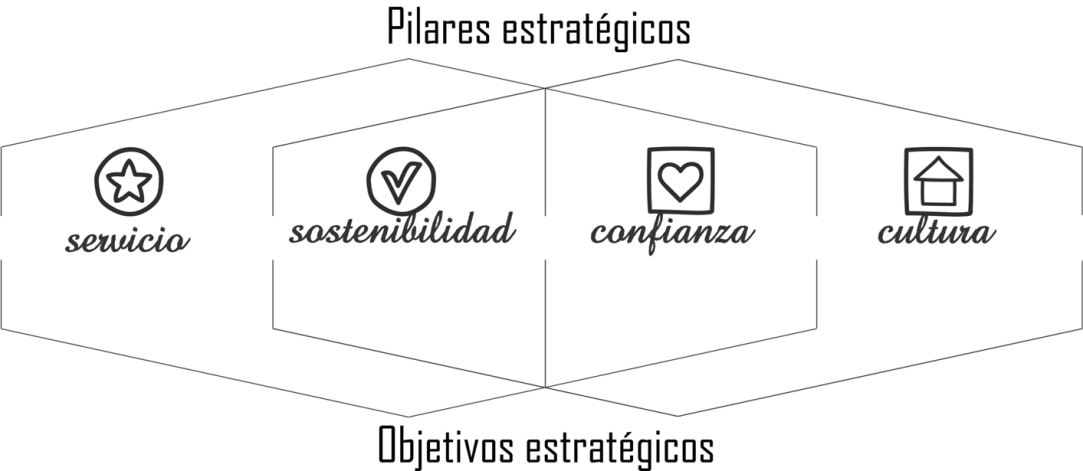 Pilares estratégicos
servicio
sostenibilidad
confianza
cultura
Objetivos estratégicos